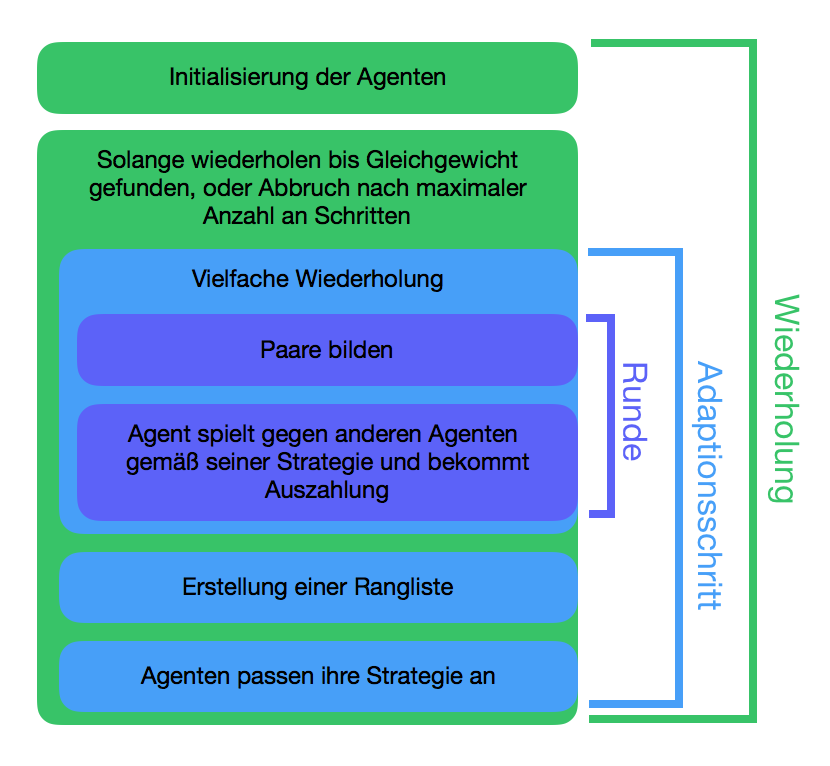 Initialisierung der Agenten
Solange wiederholen bis Gleichgewicht
gefunden, oder Abbruch nach maximaler
Anzahl an Schritten
Vielfache Wiederholung
Paare bilden
Agent spielt gegen anderen Agenten
gemäß seiner Strategie und bekommt
Auszahlung
Erstellung einer Rangliste
Agenten passen ihre Strategie an
Runde
Adaptionsschritt
Wiederholung